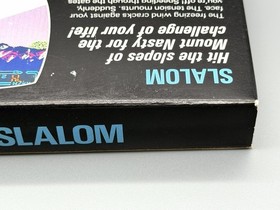 SLALOM
Hit the slopes of
Mount Nasty for the
challenge of your life!
The freezing wind cracks against your
face. The tension mounts. Suddenly,
you're off! Speeding through the gates
SLALOM